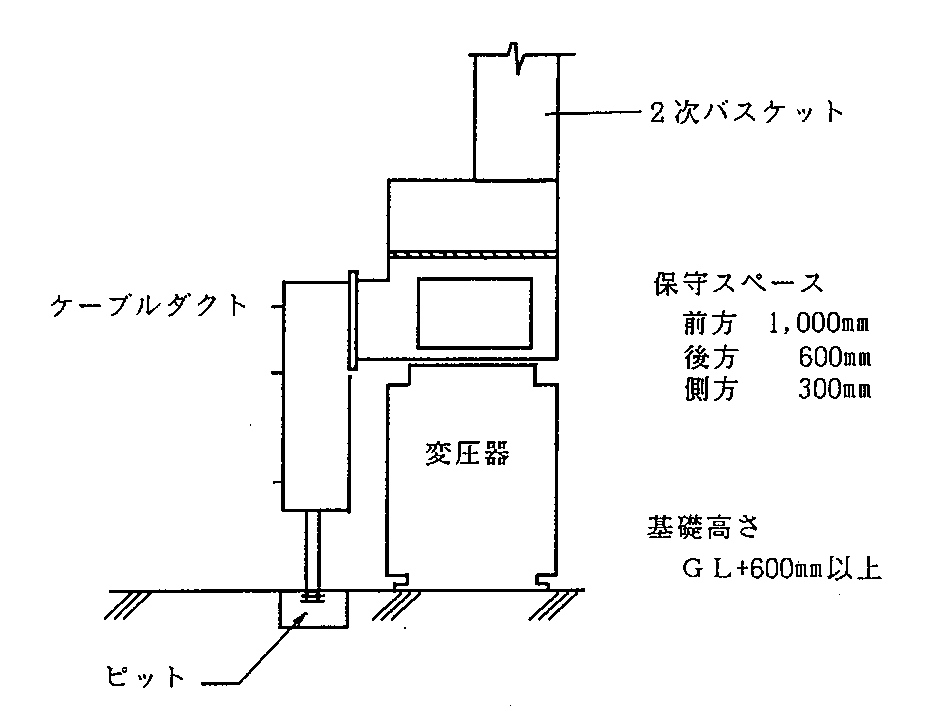 2次バスケット
ケーブルダクト
保守スペース
前方 1,000mm
後方 600mm
側方 300mm
変圧器
基礎高さ
GL+600mm以上
ピット